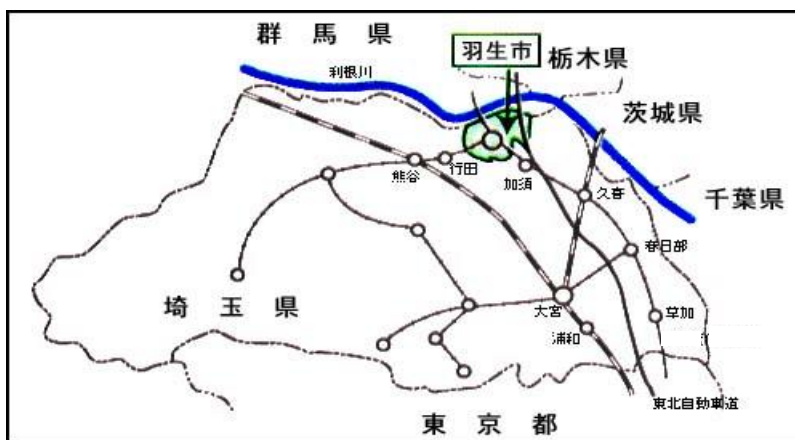 群馬県
羽生市
栃木県
利根川
茨城県
熊谷
行田
加須
久喜
千葉県
春日部
埼玉県
大宮
草加
浦和
東北自動車道
東京都